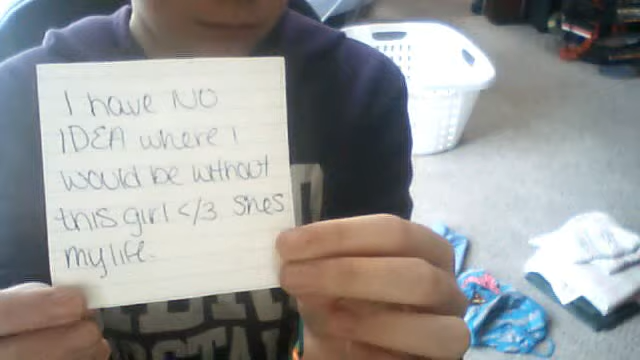 I have NO
IDEA where I
would be without
this girl </3 Shes
my life.